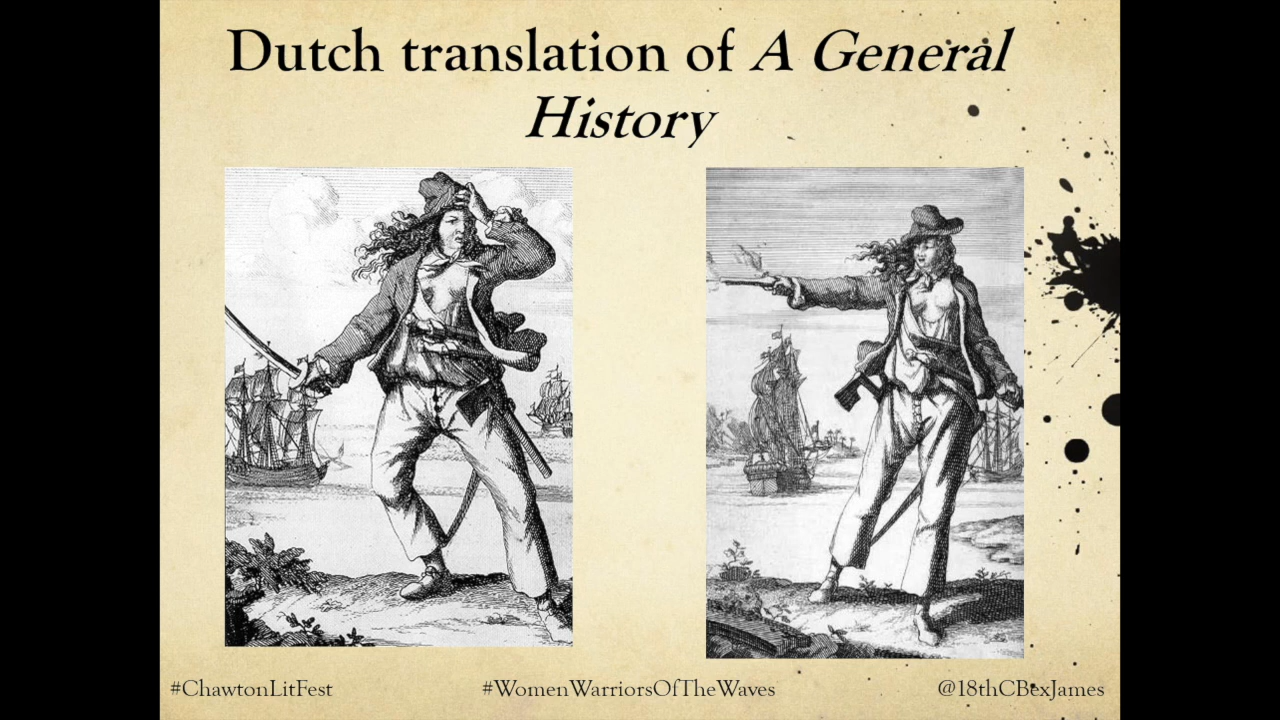 Dutch translation of A General
History
#ChawtonLitFest
#WomenWarriorsOfTheWaves
@18thCBexJames